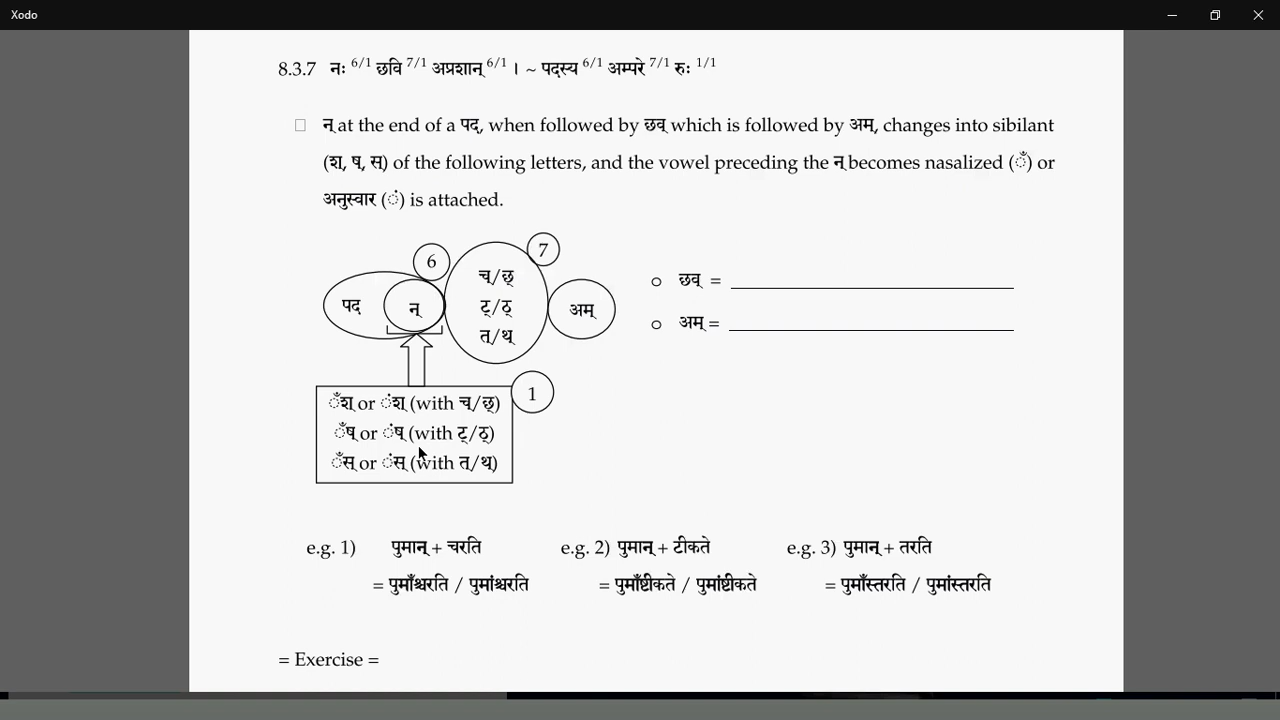 Xodo
8.3.7 नः 6/1 छवि 7/1 अप्रशान् 6/1 । ~ पदस्य 6/1 अम्परे 7/1 रुः 1/1
न् at the end of a पद, when followed by छव् which is followed by अम्, changes into sibilant
(श्, ष्, स्) of the following letters, and the vowel preceding the न् becomes nasalized (ँ) or
अनुस्वार (ं) is attached.
6
7
पद
न्
च्/छ्
ट्/ठ्
त्/थ्
अम्
छव् = 
अम् = 
1
ँश् or ंश् (with च्/छ्)
ँष् or ंष् (with ट्/ठ्)
ँस् or ंस् (with त्/थ्)
e.g. 1) पुमान् + चरति
= पुमाँश्चरति / पुमांश्चरति
e.g. 2) पुमान् + टीकते
= पुमाँष्टीकते / पुमांष्टीकते
e.g. 3) पुमान् + तरति
= पुमाँस्तरति / पुमांस्तरति
= Exercise =